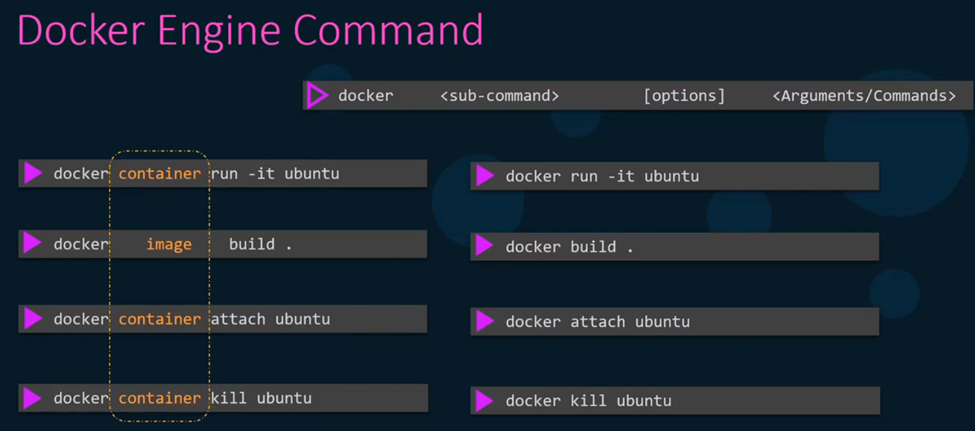 Docker Engine Command
docker <sub-command> [options] <Arguments/Commands>
docker container run -it ubuntu
docker run -it ubuntu
docker image build .
docker build .
docker container attach ubuntu
docker attach ubuntu
docker container kill ubuntu
docker kill ubuntu